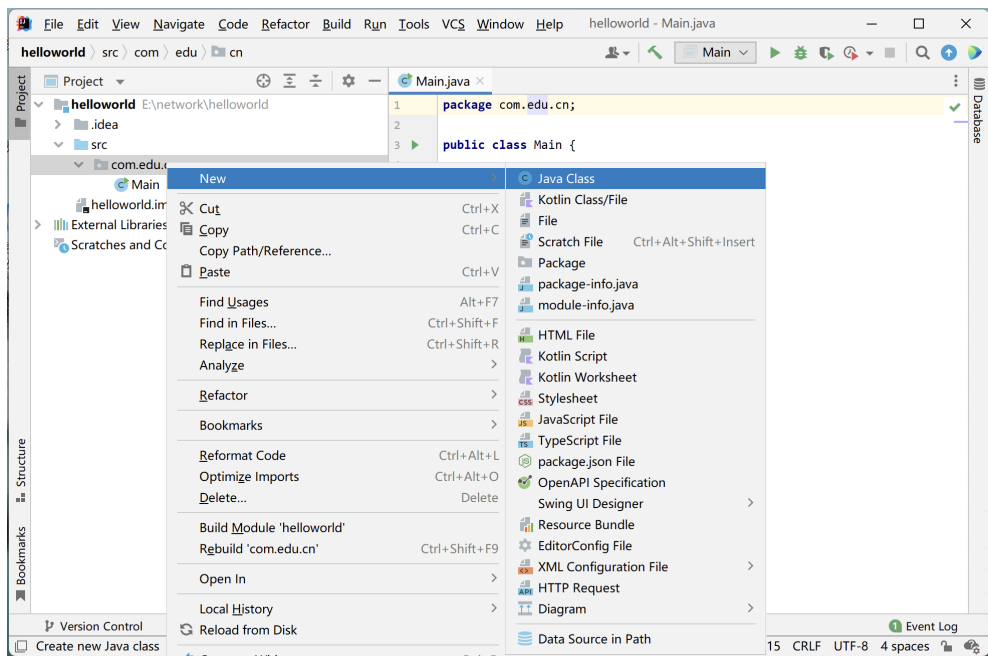 File Edit View Navigate Code Refactor Build Run Tools VCS Window Help helloworld - Main.java
helloworld src com edu cn Main
Project
Project Main.java
helloworld E:\network\helloworld
.idea
src
com.edu.
Main
helloworld.im
External Libraries
Scratches and Co
1 package com.edu.cn;
2
3 public class Main {
New
Cut Ctrl+X
Copy Ctrl+C
Copy Path/Reference...
Paste Ctrl+V
Find Usages Alt+F7
Find in Files... Ctrl+Shift+F
Replace in Files... Ctrl+Shift+R
Analyze
Refactor
Bookmarks
Reformat Code Ctrl+Alt+L
Optimize Imports Ctrl+Alt+O
Delete... Delete
Build Module 'helloworld'
Rebuild 'com.edu.cn' Ctrl+Shift+F9
Open In
Local History
Reload from Disk
Java Class
Kotlin Class/File
File
Scratch File Ctrl+Alt+Shift+Insert
Package
package-info.java
module-info.java
HTML File
Kotlin Script
Kotlin Worksheet
Stylesheet
JavaScript File
TypeScript File
package.json File
OpenAPI Specification
Swing UI Designer
Resource Bundle
EditorConfig File
XML Configuration File
HTTP Request
Diagram
Data Source in Path
Database
Structure
Bookmarks
Version Control
1 Event Log
Create new Java class
15 CRLF UTF-8 4 spaces